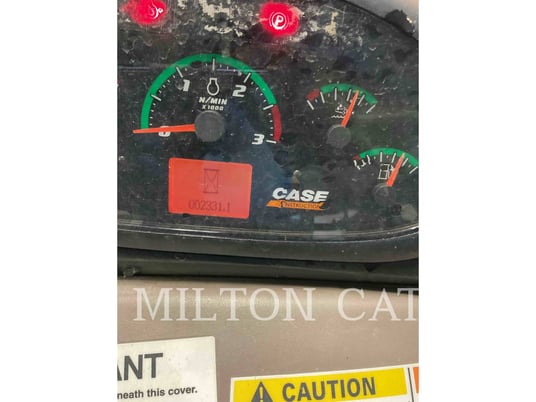 P
1
2
N/MIN
X1000
0
3
002331.1
CASE
CONSTRUCTION
MILTON CAT
ANT
neath this cover.
CAUTION